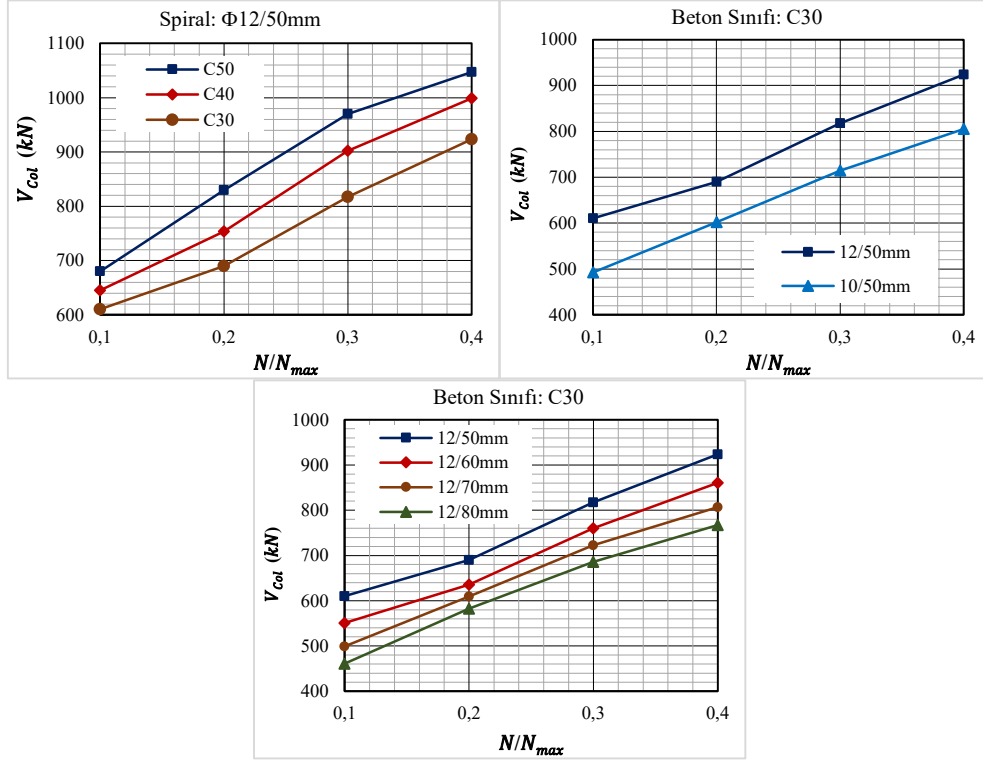 Spiral: Φ12/50mm
1100
1000
900
800
700
600
V_Col (kN)
C50
C40
C30
0,1 0,2 0,3 0,4
N/N_max
Beton Sınıfı: C30
1000
900
800
700
600
500
400
V_Col (kN)
12/50mm
10/50mm
0,1 0,2 0,3 0,4
N/N_max
Beton Sınıfı: C30
1000
900
800
700
600
500
400
V_Col (kN)
12/50mm
12/60mm
12/70mm
12/80mm
0,1 0,2 0,3 0,4
N/N_max